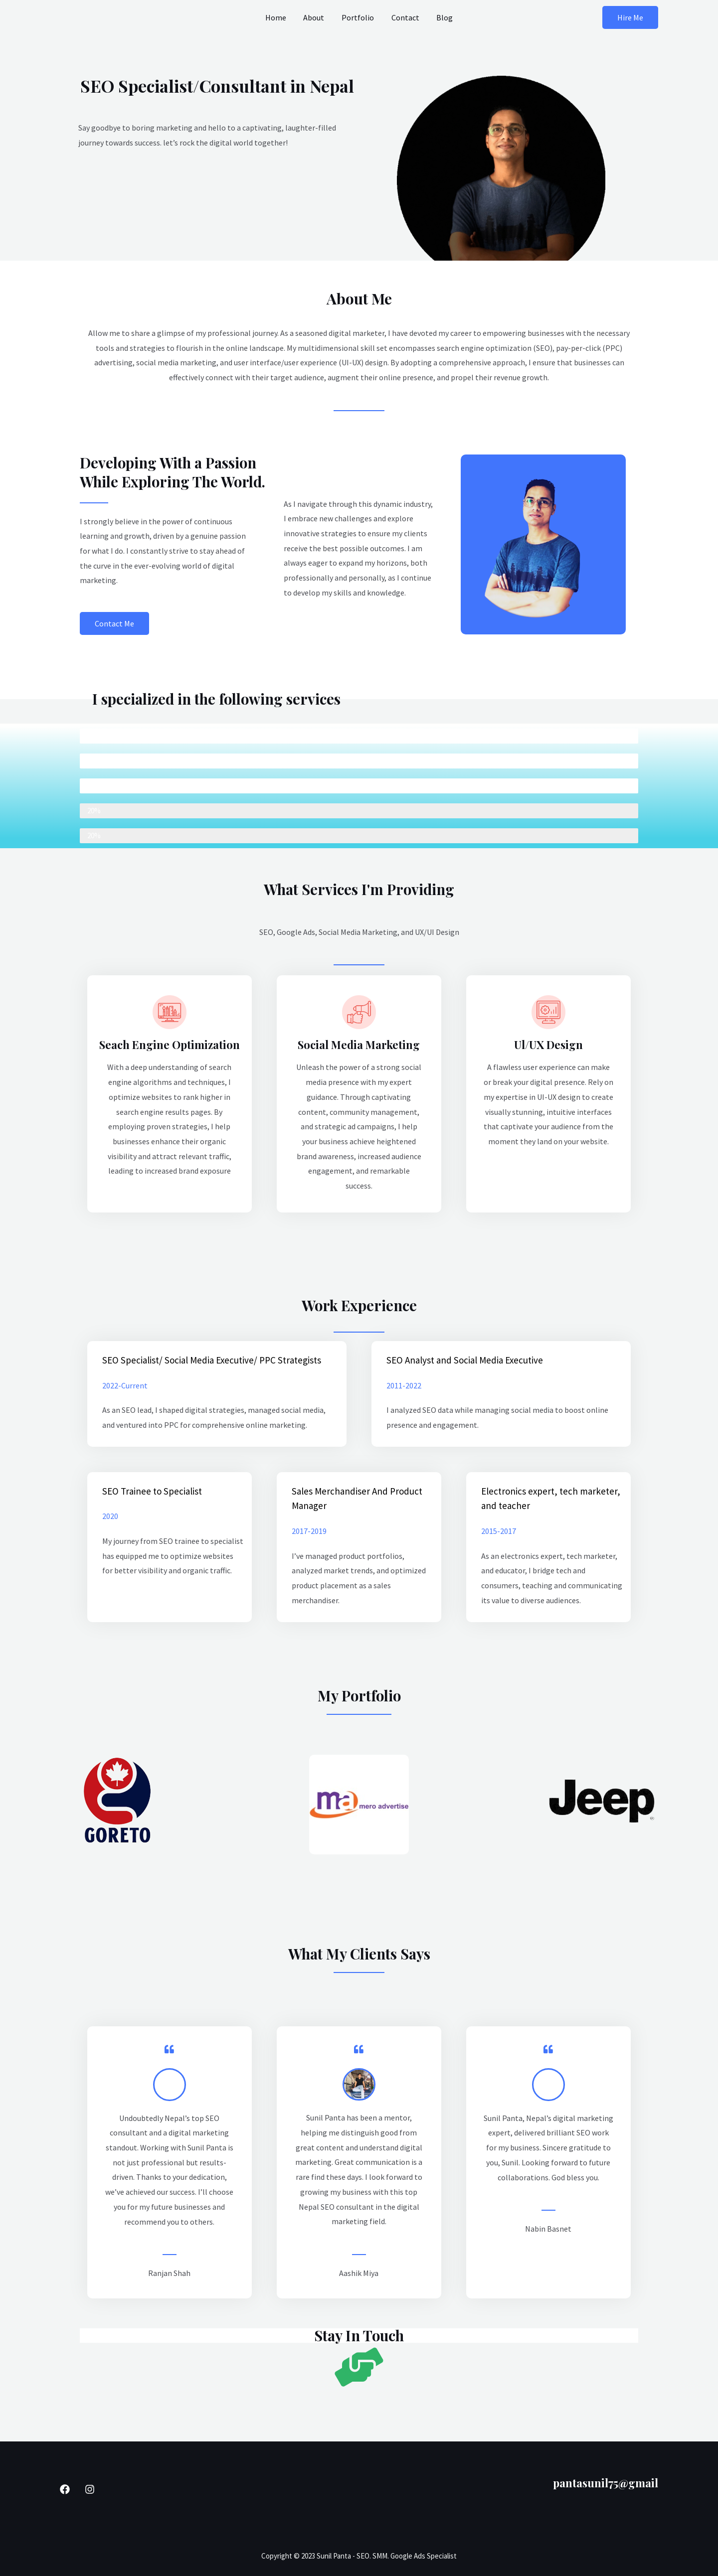 Home About Portfolio Contact Blog
Hire Me
SEO Specialist/Consultant in Nepal
Say goodbye to boring marketing and hello to a captivating, laughter-filled
journey towards success. let's rock the digital world together!
About Me
Allow me to share a glimpse of my professional journey. As a seasoned digital marketer, I have devoted my career to empowering businesses with the necessary
tools and strategies to flourish in the online landscape. My multidimensional skill set encompasses search engine optimization (SEO), pay-per-click (PPC)
advertising, social media marketing, and user interface/user experience (UI-UX) design. By adopting a comprehensive approach, I ensure that businesses can
effectively connect with their target audience, augment their online presence, and propel their revenue growth.
Developing With a Passion
While Exploring The World.
I strongly believe in the power of continuous
learning and growth, driven by a genuine passion
for what I do. I constantly strive to stay ahead of
the curve in the ever-evolving world of digital
marketing.
Contact Me
As I navigate through this dynamic industry,
I embrace new challenges and explore
innovative strategies to ensure my clients
receive the best possible outcomes. I am
always eager to expand my horizons, both
professionally and personally, as I continue
to develop my skills and knowledge.
I specialized in the following services
What Services I'm Providing
SEO, Google Ads, Social Media Marketing, and UX/UI Design
Seach Engine Optimization
With a deep understanding of search
engine algorithms and techniques, I
optimize websites to rank higher in
search engine results pages. By
employing proven strategies, I help
businesses enhance their organic
visibility and attract relevant traffic,
leading to increased brand exposure
Social Media Marketing
Unleash the power of a strong social
media presence with my expert
guidance. Through captivating
content, community management,
and strategic ad campaigns, I help
your business achieve heightened
brand awareness, increased audience
engagement, and remarkable
success.
Ul/UX Design
A flawless user experience can make
or break your digital presence. Rely on
my expertise in UI-UX design to create
visually stunning, intuitive interfaces
that captivate your audience from the
moment they land on your website.
Work Experience
SEO Specialist/ Social Media Executive/ PPC Strategists
2022-Current
As an SEO lead, I shaped digital strategies, managed social media,
and ventured into PPC for comprehensive online marketing.
SEO Analyst and Social Media Executive
2011-2022
I analyzed SEO data while managing social media to boost online
presence and engagement.
SEO Trainee to Specialist
2020
My journey from SEO trainee to specialist
has equipped me to optimize websites
for better visibility and organic traffic.
Sales Merchandiser And Product
Manager
2017-2019
I've managed product portfolios,
analyzed market trends, and optimized
product placement as a sales
merchandiser.
Electronics expert, tech marketer,
and teacher
2015-2017
As an electronics expert, tech marketer,
and educator, I bridge tech and
consumers, teaching and communicating
its value to diverse audiences.
My Portfolio
GORETO
ma mero advertise
Jeep
What My Clients Says
Undoubtedly Nepal's top SEO
consultant and a digital marketing
standout. Working with Sunil Panta is
not just professional but results-
driven. Thanks to your dedication,
we've achieved our success. I'll choose
you for my future businesses and
recommend you to others.
Ranjan Shah
Sunil Panta has been a mentor,
helping me distinguish good from
great content and understand digital
marketing. Great communication is a
rare find these days. I look forward to
growing my business with this top
Nepal SEO consultant in the digital
marketing field.
Aashik Miya
Sunil Panta, Nepal's digital marketing
expert, delivered brilliant SEO work
for my business. Sincere gratitude to
you, Sunil. Looking forward to future
collaborations. God bless you.
Nabin Basnet
Stay In Touch
pantasunil75@gmail
Copyright © 2023 Sunil Panta - SEO. SMM. Google Ads Specialist